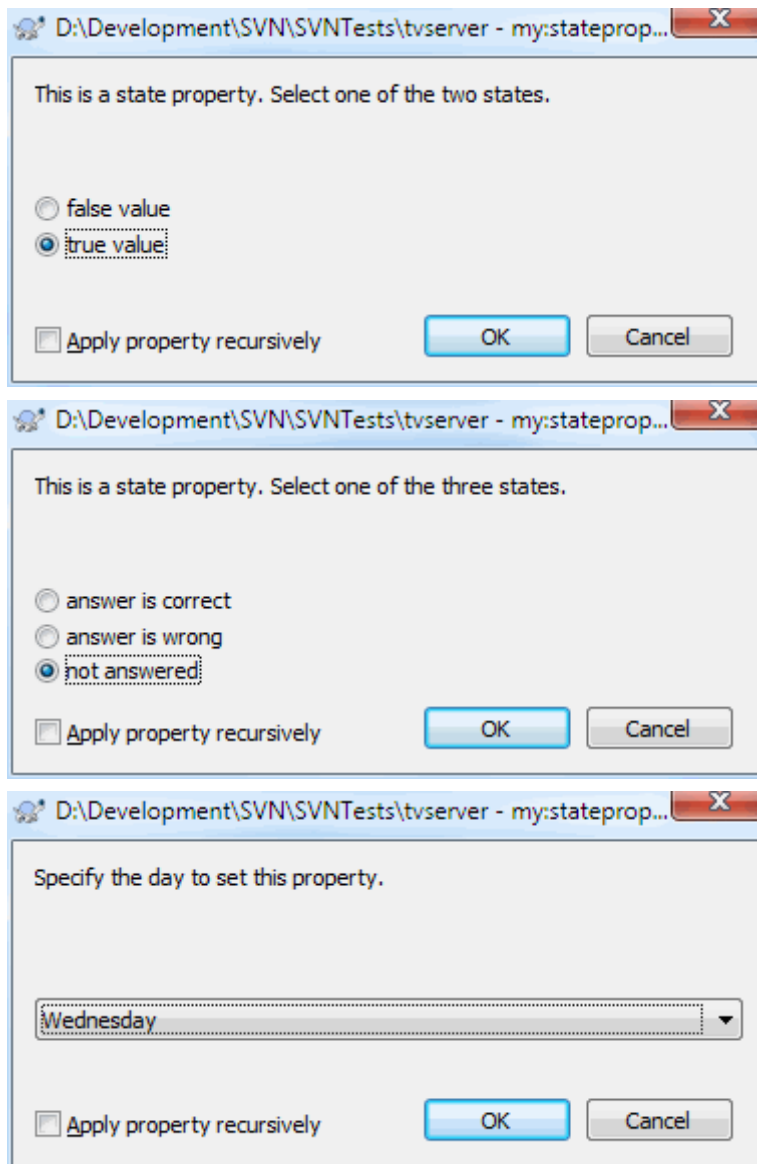 D:\Development\SVN\SVNTests\tvserver - my:stateprop...
This is a state property. Select one of the two states.
false value
true value
Apply property recursively OK Cancel
D:\Development\SVN\SVNTests\tvserver - my:stateprop...
This is a state property. Select one of the three states.
answer is correct
answer is wrong
not answered
Apply property recursively OK Cancel
D:\Development\SVN\SVNTests\tvserver - my:stateprop...
Specify the day to set this property.
Wednesday
Apply property recursively OK Cancel